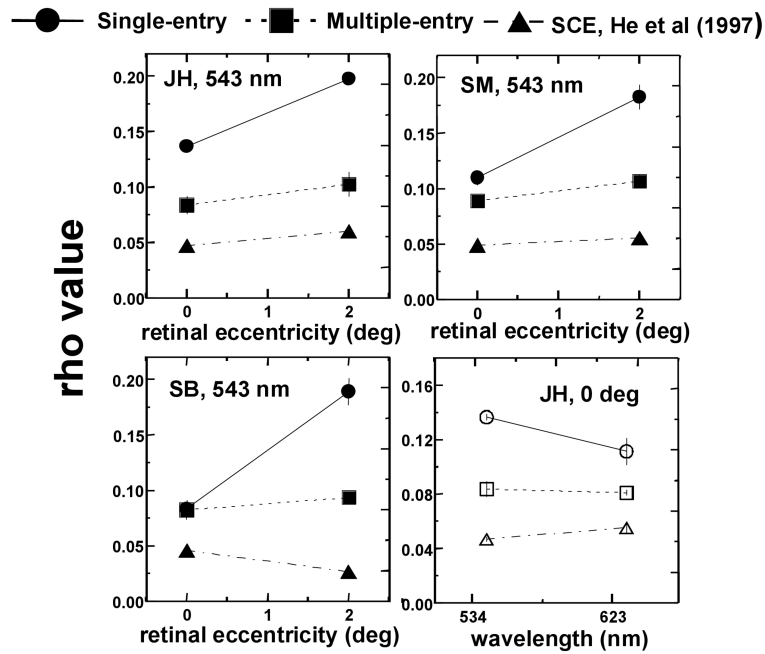 Single-entry Multiple-entry SCE, He et al (1997)
rho value
JH, 543 nm
0.20
0.15
0.10
0.05
0.00
0 1 2
retinal eccentricity (deg)
SM, 543 nm
0.20
0.15
0.10
0.05
0.00
0 1 2
retinal eccentricity (deg)
SB, 543 nm
0.20
0.15
0.10
0.05
0.00
0 1 2
retinal eccentricity (deg)
JH, 0 deg
0.16
0.12
0.08
0.04
0.00
534 623
wavelength (nm)